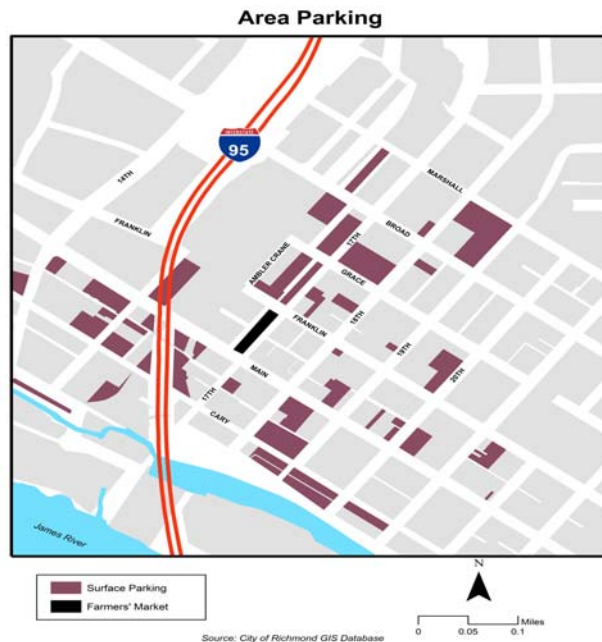 Area Parking
INTERSTATE
95
14TH
MARSHALL
FRANKLIN
BROAD
17TH
AMBLER CRANE
GRACE
FRANKLIN
18TH
19TH
MAIN
20TH
17TH
CARY
James River
N
Surface Parking
Farmers' Market
Miles
0 0.05 0.1
Source: City of Richmond GIS Database